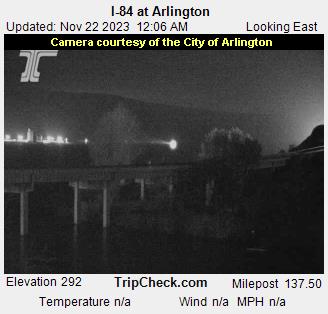 I-84 at Arlington
Updated: Nov 22 2023 12:06 AM Looking East
Camera courtesy of the City of Arlington
Elevation 292 TripCheck.com Milepost 137.50
Temperature n/a Wind n/a MPH n/a